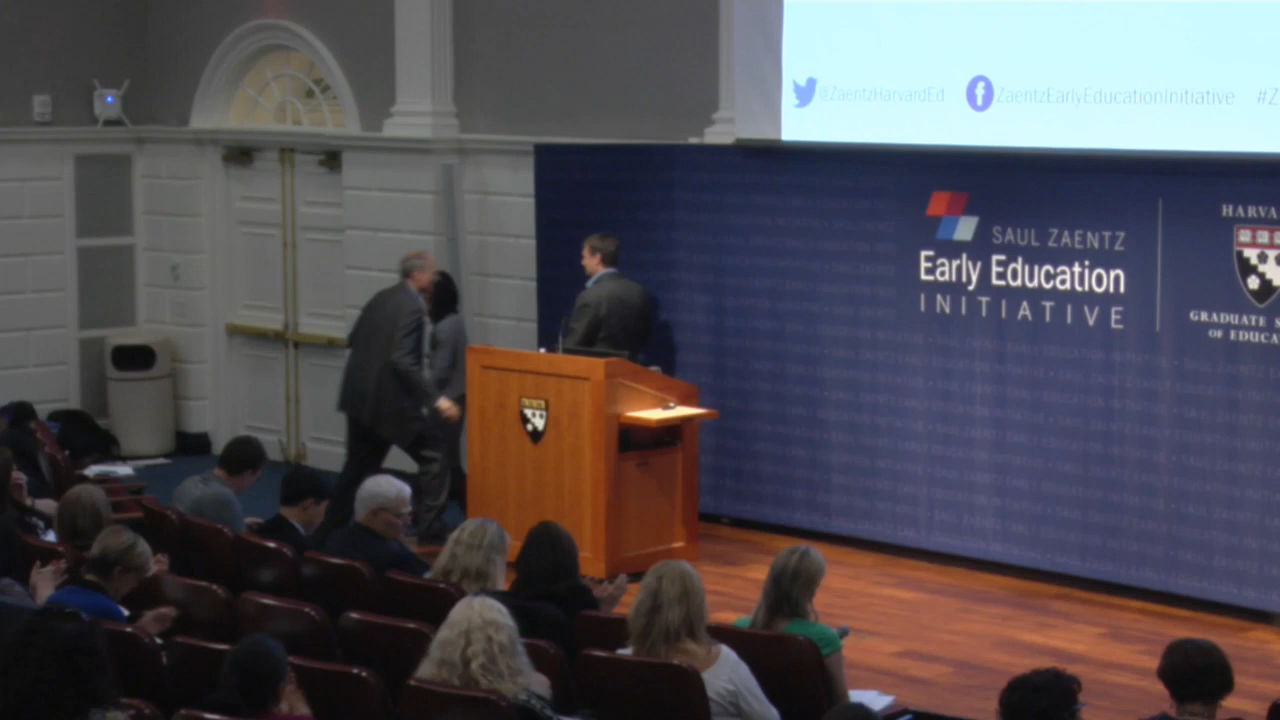 @ZaentzHarvardEd ZaentzEarlyEducationInitiative #Z
SAUL ZAENTZ
Early Education
INITIATIVE
HARVA
GRADUATE S
OF EDUCA